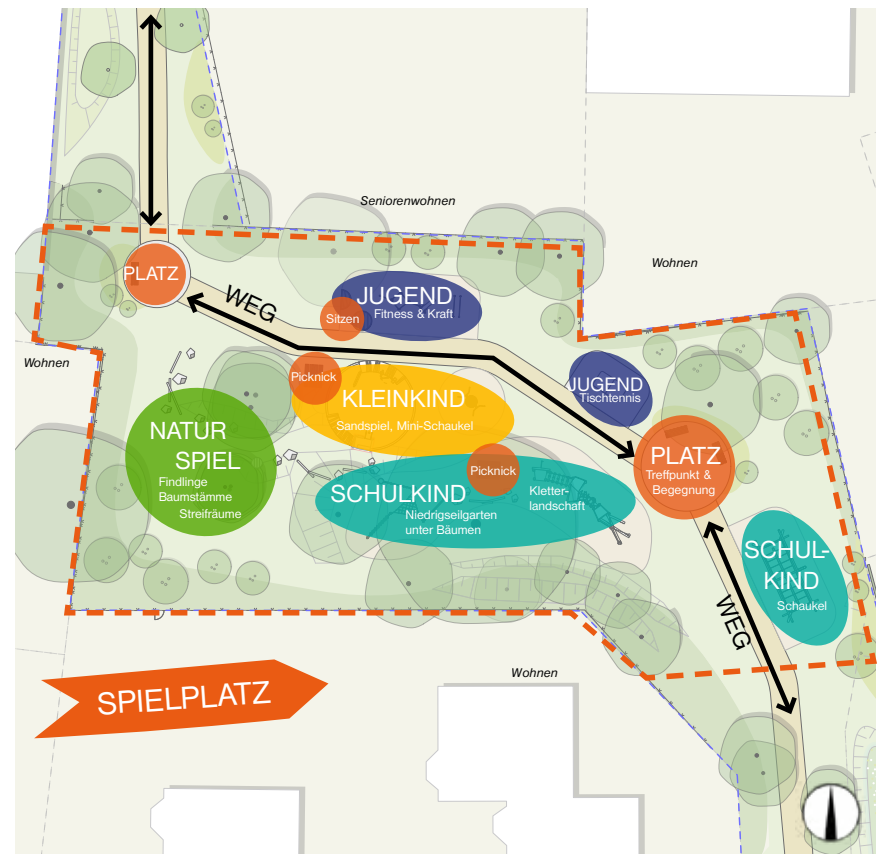 Seniorenwohnen
Wohnen
PLATZ
WEG
JUGEND
Fitness & Kraft
Sitzen
Wohnen
Picknick
KLEINKIND
Sandspiel, Mini-Schaukel
JUGEND
Tischtennis
NATUR
SPIEL
Findlinge
Baumstämme
Streifräume
Picknick
SCHULKIND
Niedrigseilgarten
unter Bäumen
Kletter-
landschaft
PLATZ
Treffpunkt &
Begegnung
SCHUL-
KIND
Schaukel
WEG
Wohnen
SPIELPLATZ